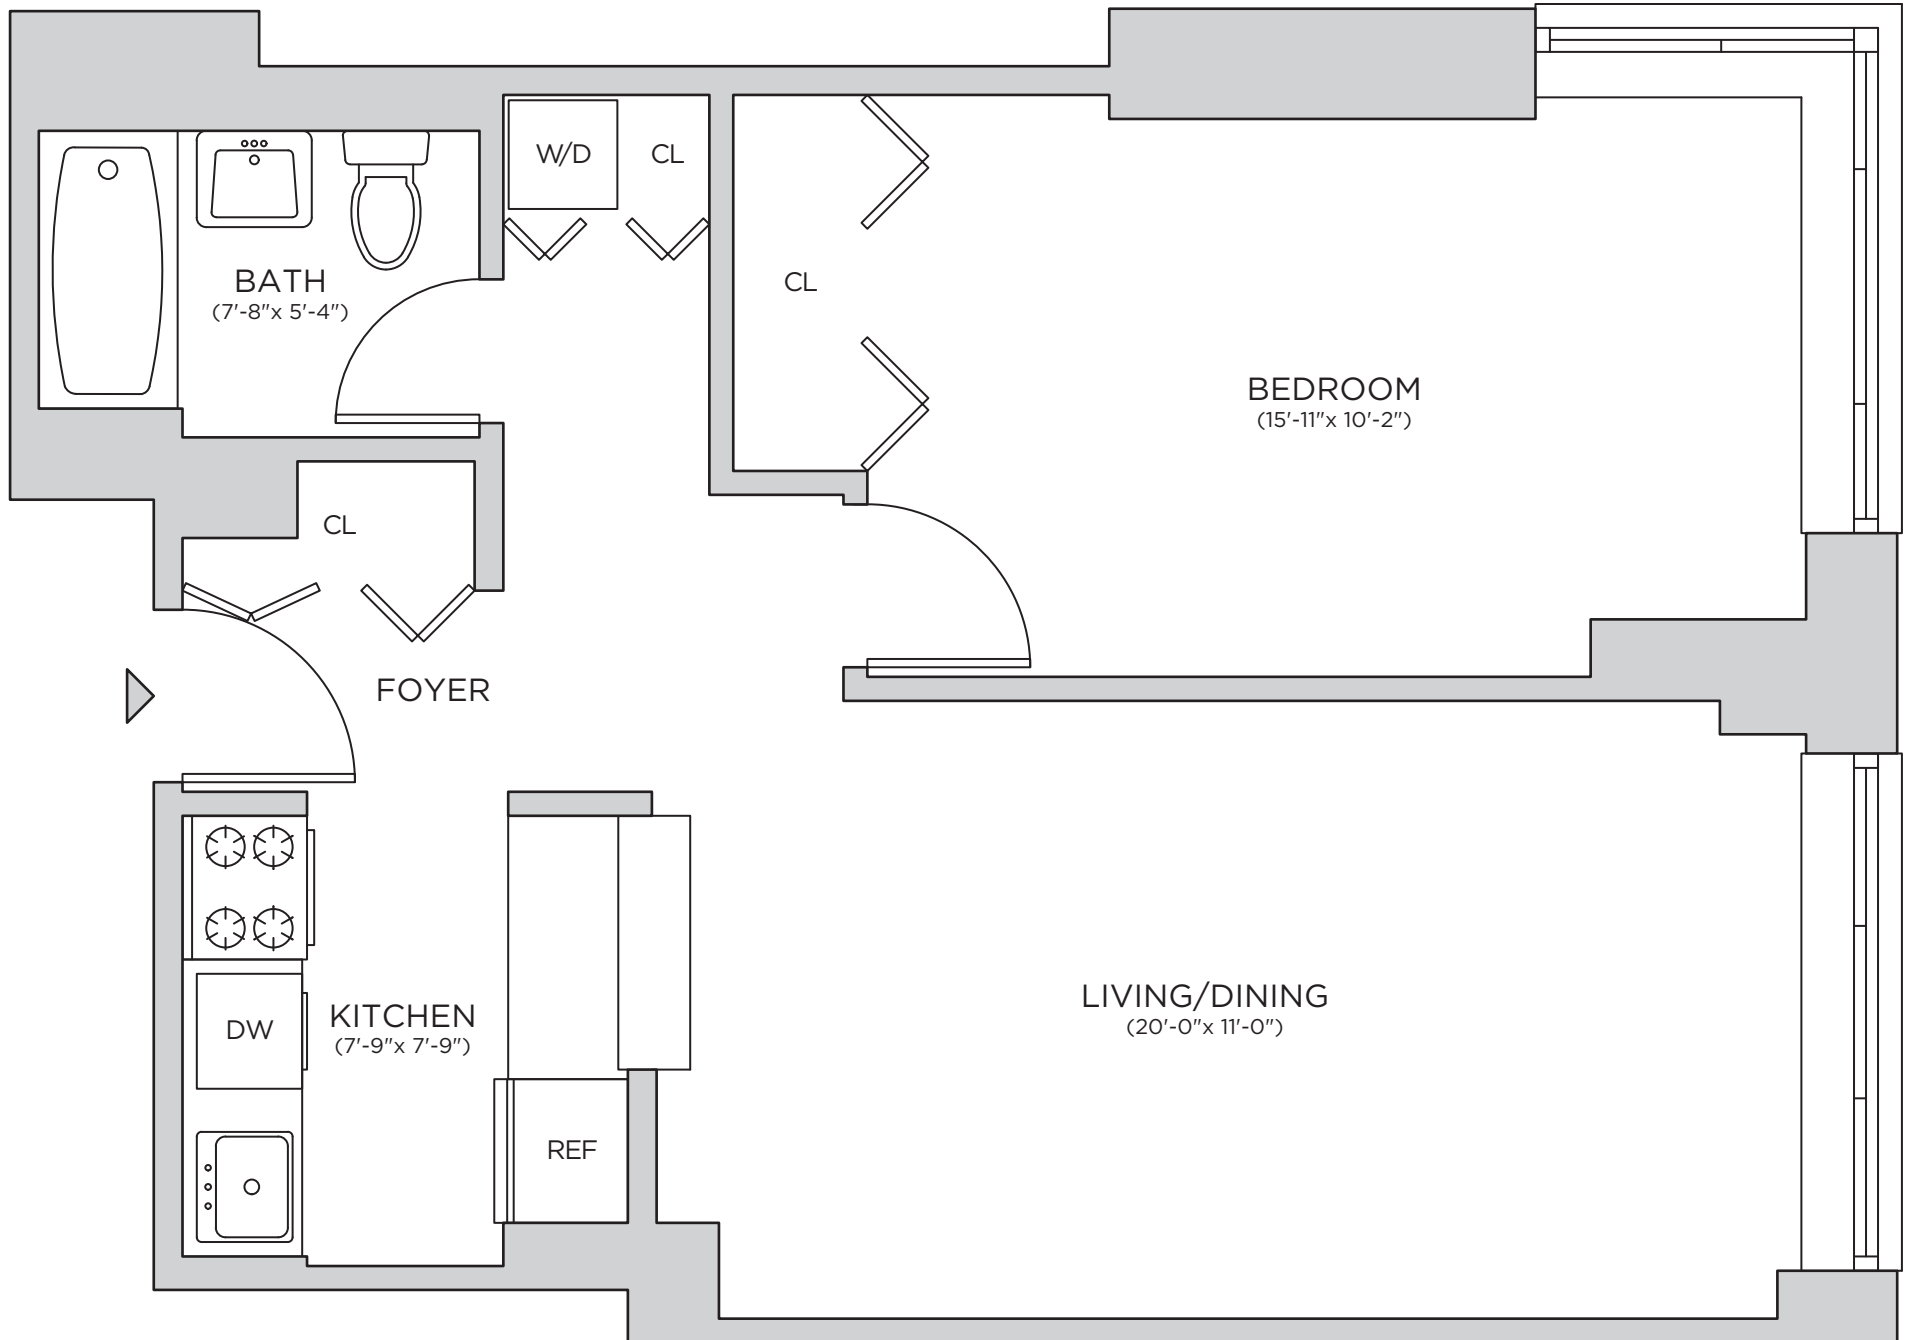 W/D
CL
BATH
(7'-8"x 5'-4")
CL
BEDROOM
(15'-11"x 10'-2")
CL
FOYER
LIVING/DINING
(20'-0"x 11'-0")
KITCHEN
(7'-9"x 7'-9")
DW
REF